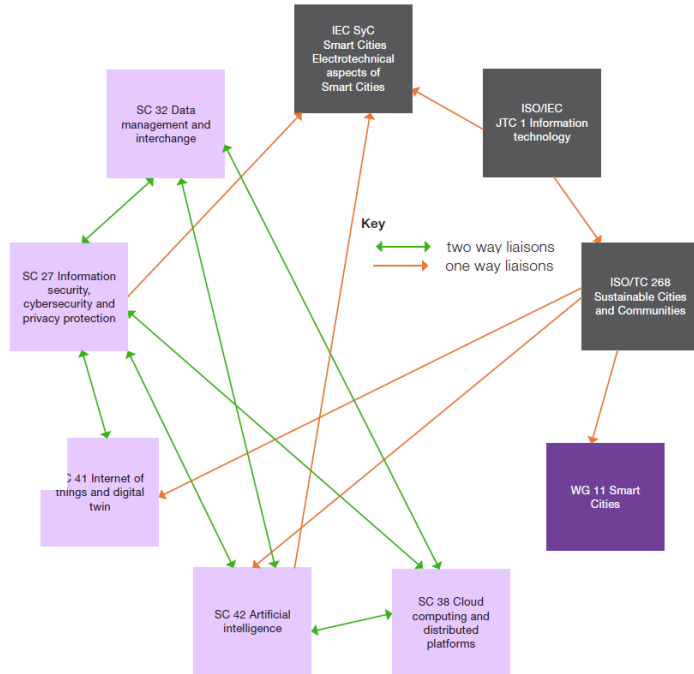 IEC SyC
Smart Cities
Electrotechnical
aspects of
Smart Cities
SC 32 Data
management and
interchange
ISO/IEC
JTC 1 Information
technology
Key
two way liaisons
one way liaisons
SC 27 Information
security,
cybersecurity and
privacy protection
ISO/TC 268
Sustainable Cities
and Communities
41 Internet of
things and digital
twin
WG 11 Smart
Cities
SC 42 Artificial
intelligence
SC 38 Cloud
computing and
distributed
platforms